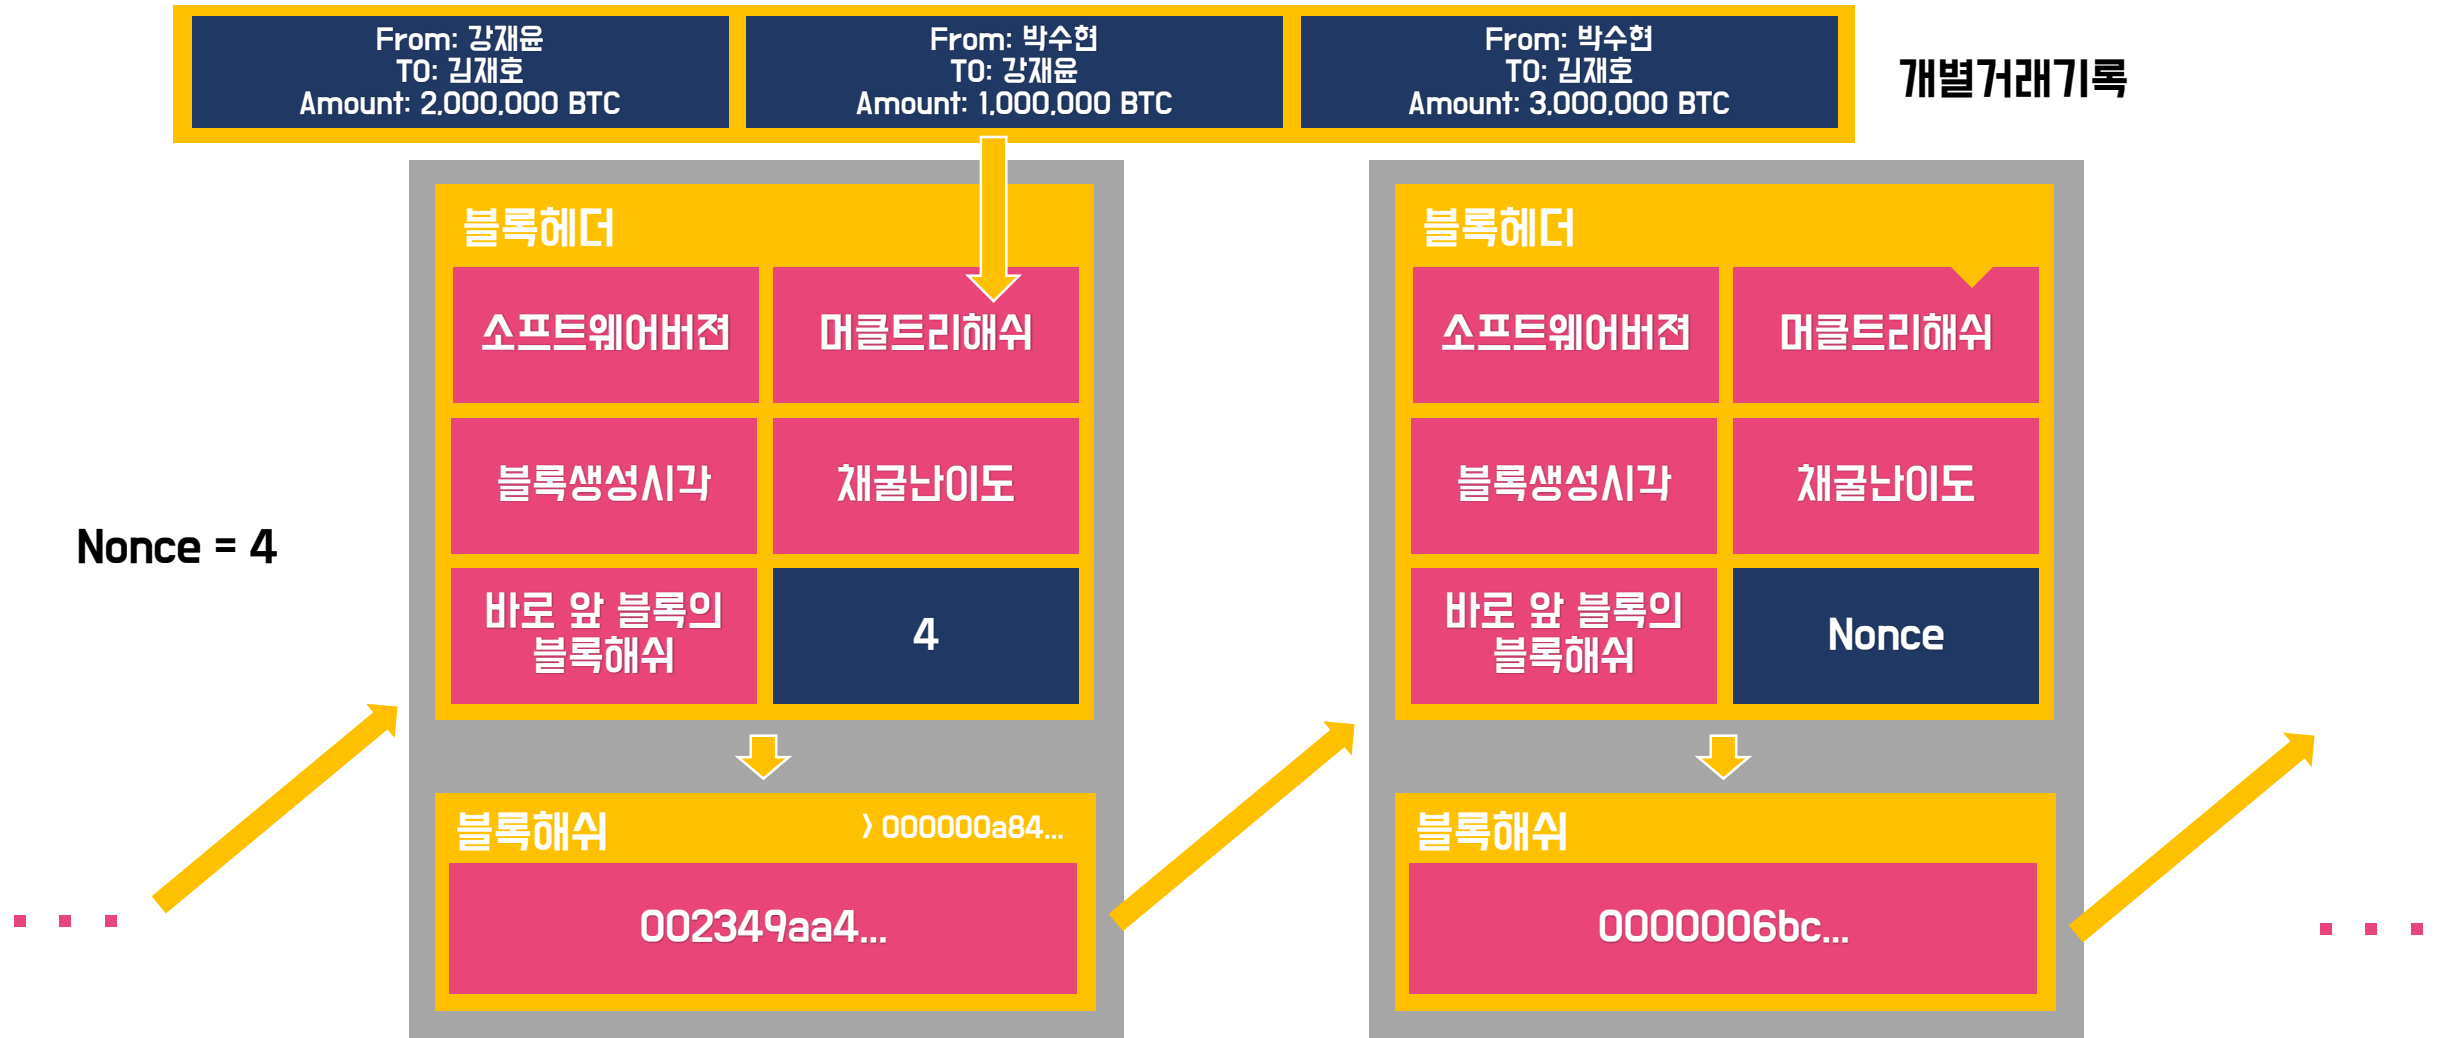 From: 강재윤
TO: 김재호
Amount: 2,000,000 BTC
From: 박수현
TO: 강재윤
Amount: 1,000,000 BTC
From: 박수현
TO: 김재호
Amount: 3,000,000 BTC
개별거래기록
블록헤더
소프트웨어버젼
머클트리해쉬
블록생성시각
채굴난이도
바로 앞 블록의
블록해쉬
4
Nonce = 4
블록해쉬
> 000000a84...
002349aa4...
블록헤더
소프트웨어버젼
머클트리해쉬
블록생성시각
채굴난이도
바로 앞 블록의
블록해쉬
Nonce
블록해쉬
0000006bc...